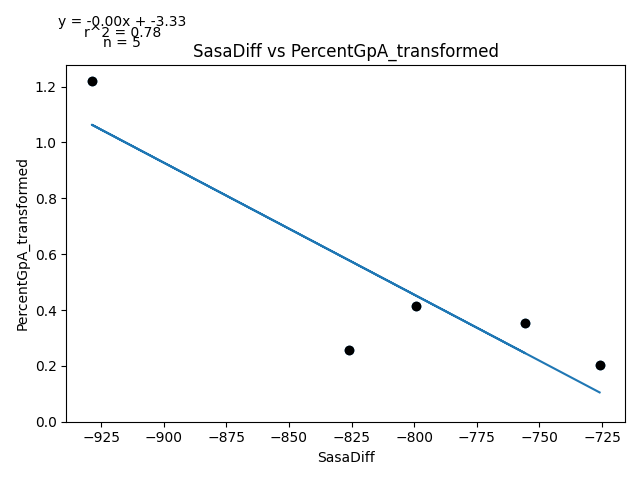 y = -0.00x + -3.33
r^2 = 0.78
n = 5
SasaDiff vs PercentGpA_transformed
PercentGpA_transformed
1.2
1.0
0.8
0.6
0.4
0.2
0.0
−925 −900 −875 −850 −825 −800 −775 −750 −725
SasaDiff